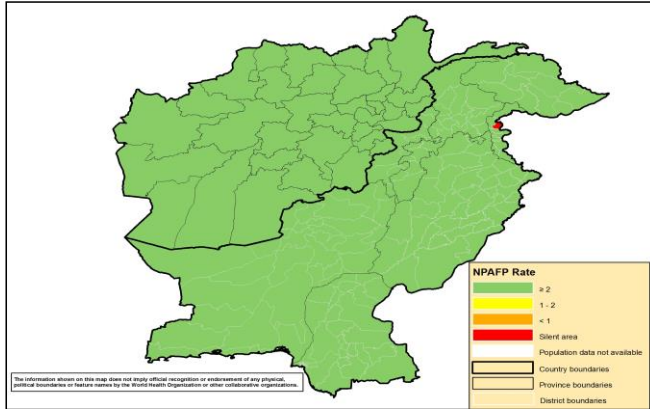 NPAFP Rate
≥ 2
1 - 2
< 1
Silent area
Population data not available
Country boundaries
Province boundaries
District boundaries
The information shown on this map does not imply official recognition or endorsement of any physical,
political boundaries or feature names by the World Health Organization or other collaborative organizations.